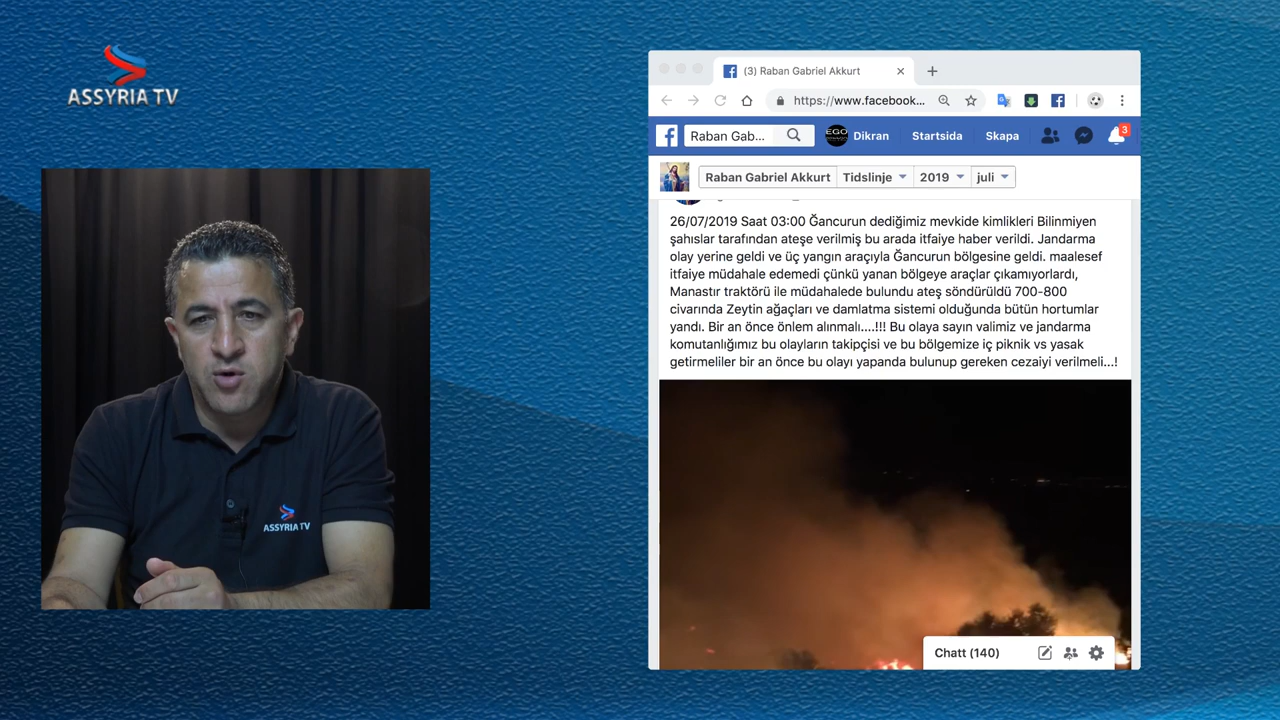 ASSYRIA TV
ASSYRIA TV
(3) Raban Gabriel Akkurt
https://www.facebook...
Raban Gab...
EGO
Dikran
Startsida
Skapa
3
Raban Gabriel Akkurt
Tidslinje
2019
juli
26/07/2019 Saat 03:00 Ğancurun dediğimiz mevkide kimlikleri Bilinmiyen
şahıslar tarafından ateşe verilmiş bu arada itfaiye haber verildi. Jandarma
olay yerine geldi ve üç yangın araçıyla Ğancurun bölgesine geldi. maalesef
itfaiye müdahale edemedi çünkü yanan bölgeye araçlar çıkamıyorlardı,
Manastır traktörü ile müdahalede bulundu ateş söndürüldü 700-800
civarında Zeytin ağaçları ve damlatma sistemi olduğunda bütün hortumlar
yandı. Bir an önce önlem alınmalı....!!! Bu olaya sayın valimiz ve jandarma
komutanlığımız bu olayların takipçisi ve bu bölgemize iç piknik vs yasak
getirmeliler bir an önce bu olayı yapanda bulunup gereken cezaiyi verilmeli...!
Chatt (140)